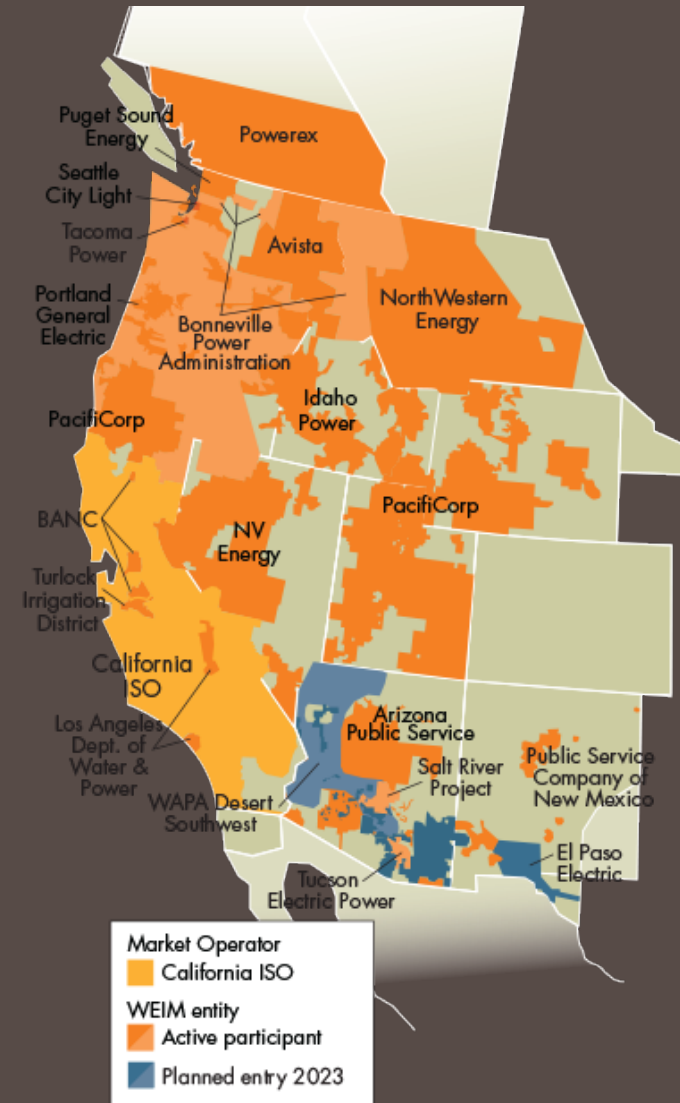 Puget Sound
Energy
Powerex
Seattle
City Light
Tacoma
Power
Avista
Portland
General
Electric
NorthWestern
Energy
Bonneville
Power
Administration
Idaho
Power
PacifiCorp
PacifiCorp
BANC
NV
Energy
Turlock
Irrigation
District
California
ISO
Los Angeles
Dept. of
Water &
Power
Arizona
Public Service
Salt River
Project
Public Service
Company of
New Mexico
WAPA Desert
Southwest
El Paso
Electric
Tucson
Electric Power
Market Operator
California ISO
WEIM entity
Active participant
Planned entry 2023